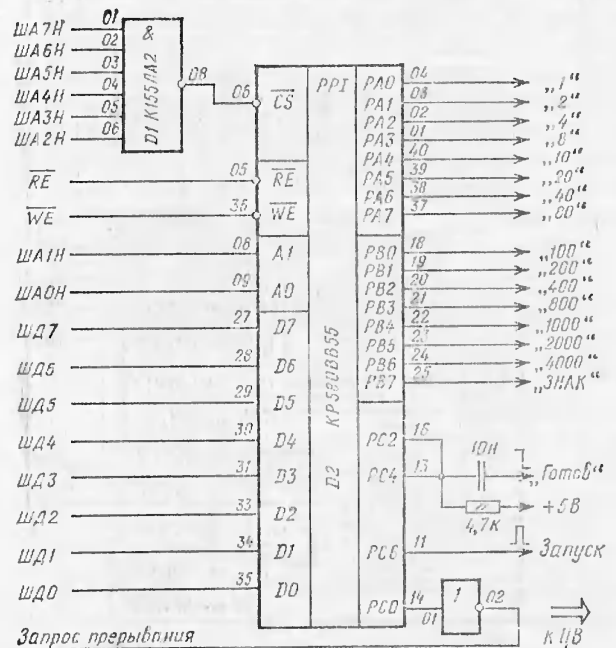 ША7Н 01
ША6Н 02
ША5Н 03
ША4Н 04
ША3Н 05
ША2Н 06
&
D1 К155ЛА2
08
06 CS
RE 05 RE
WE 36 WE
ША1Н 08 A1
ША0Н 09 A0
ШД7 27 D7
ШД6 28 D6
ШД5 29 D5
ШД4 30 D4
ШД3 31 D3
ШД2 33 D2
ШД1 34 D1
ШД0 35 D0
PPI
D2 КР580ВВ55
PA0 04 „1“
PA1 03 „2“
PA2 02 „4“
PA3 01 „8“
PA4 40 „10“
PA5 39 „20“
PA6 38 „40“
PA7 37 „80“
PB0 18 „100“
PB1 19 „200“
PB2 20 „400“
PB3 21 „800“
PB4 22 „1000“
PB5 23 „2000“
PB6 24 „4000“
PB7 25 „ЗНАК“
PC2 16
PC4 13
10Н „Готов“
4,7К +5В
PC6 11 Запуск
PC0 14
01 1 02
Запрос прерывания
К ЦВ